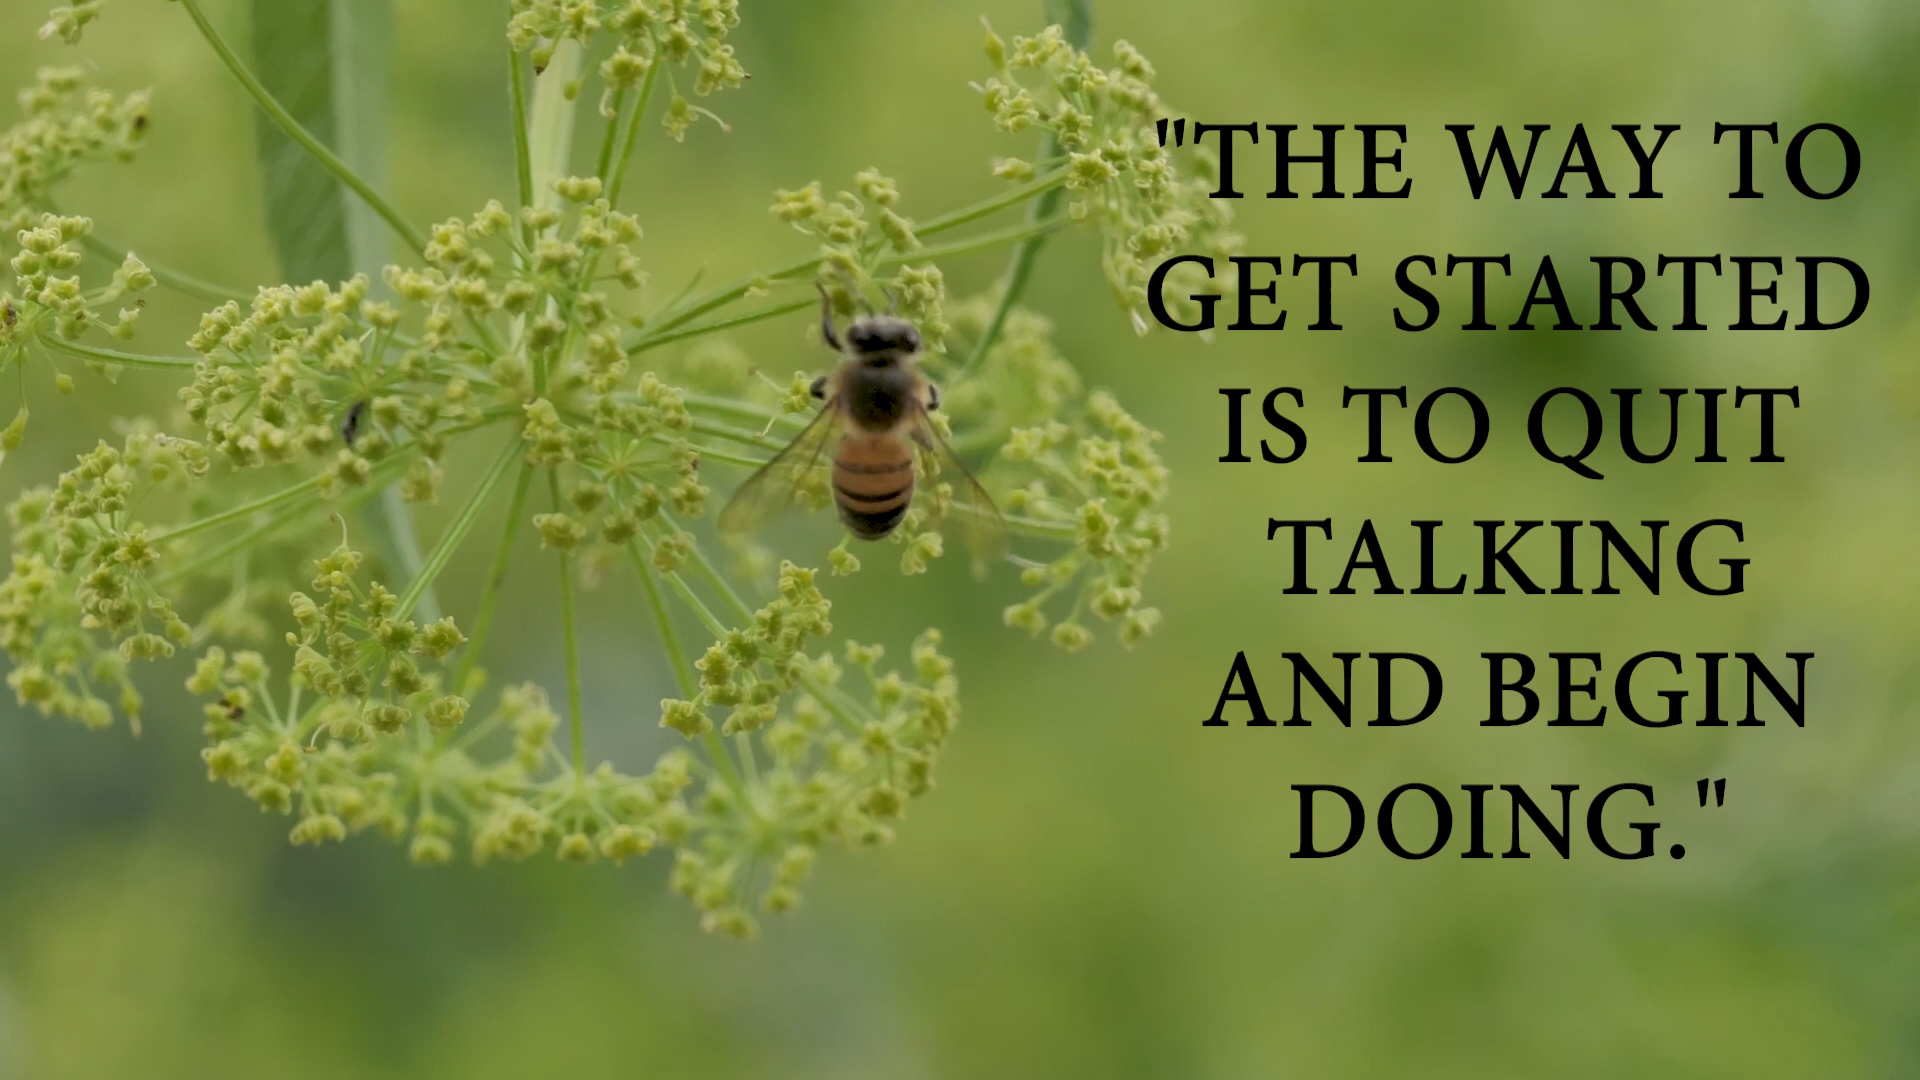 "THE WAY TO
GET STARTED
IS TO QUIT
TALKING
AND BEGIN
DOING."